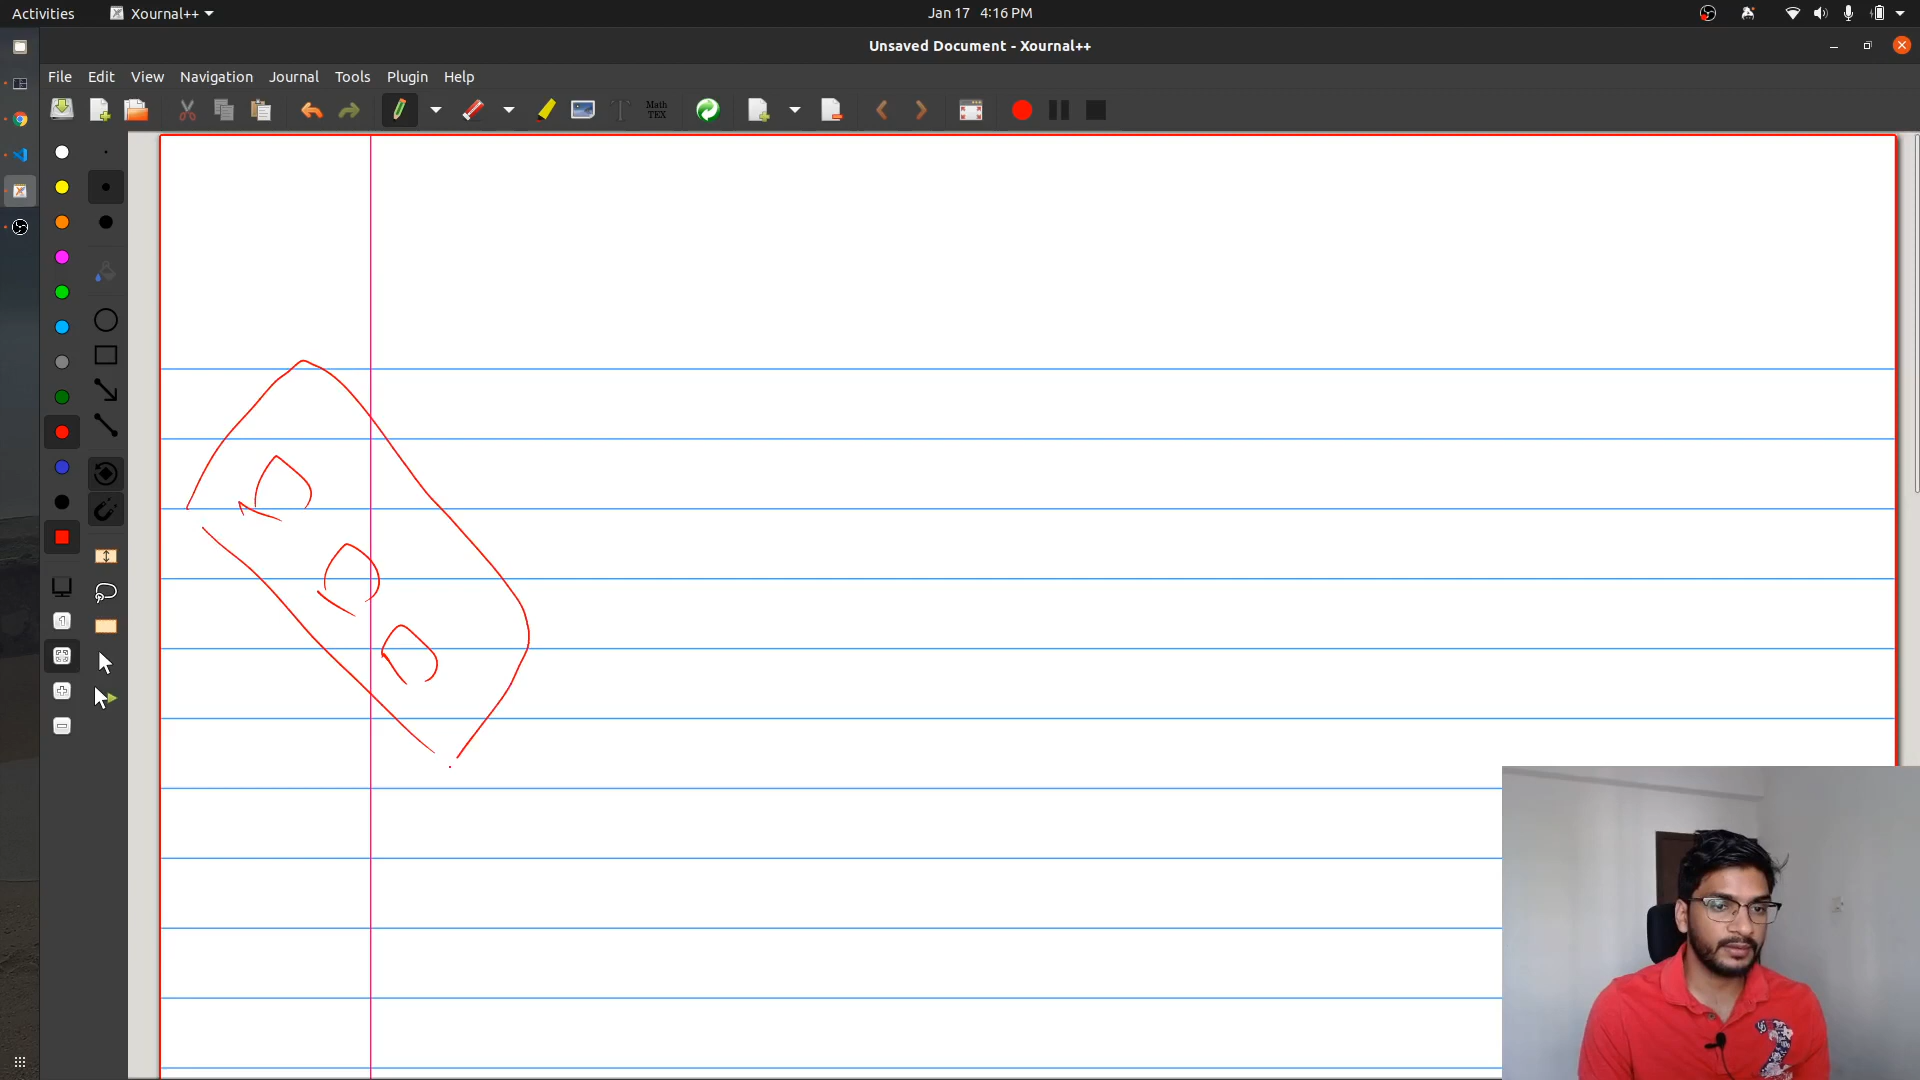 Activities Xournal++ Jan 17 4:16 PM
Unsaved Document - Xournal++
File Edit View Navigation Journal Tools Plugin Help
Math
TEX